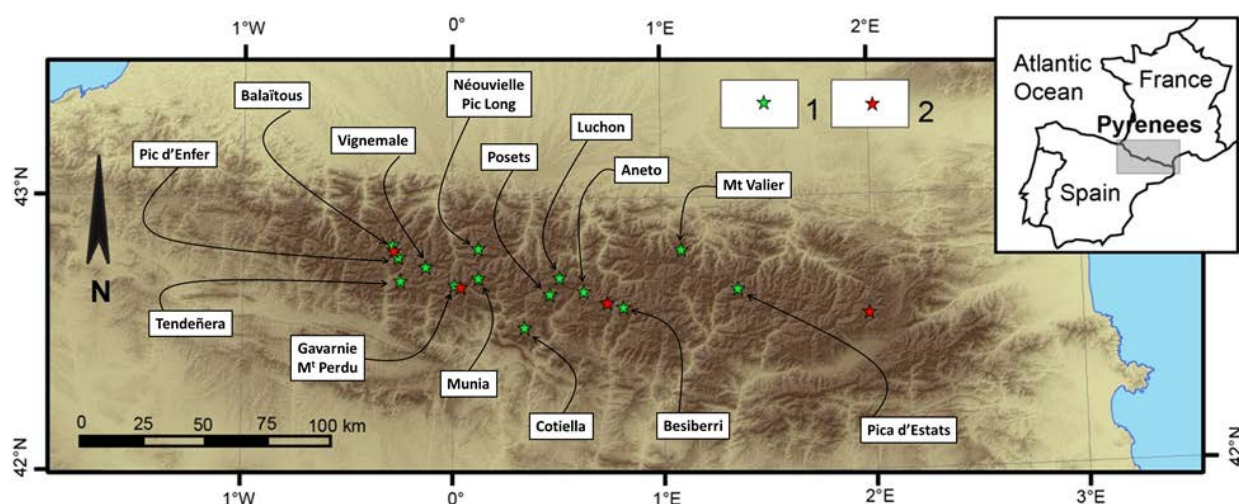 1°W
0°
1°E
2°E
Néouvielle
Pic Long
Balaïtous
Vignemale
Pic d'Enfer
Posets
Luchon
Aneto
Mt Valier
1
2
Atlantic
Ocean
France
Pyrenees
Spain
43°N
43°N
N
Tendeñera
Gavarnie
Mᵗ Perdu
Munia
Cotiella
Besiberri
Pica d'Estats
0
25
50
75
100 km
42°N
42°N
1°W
0°
1°E
2°E
3°E